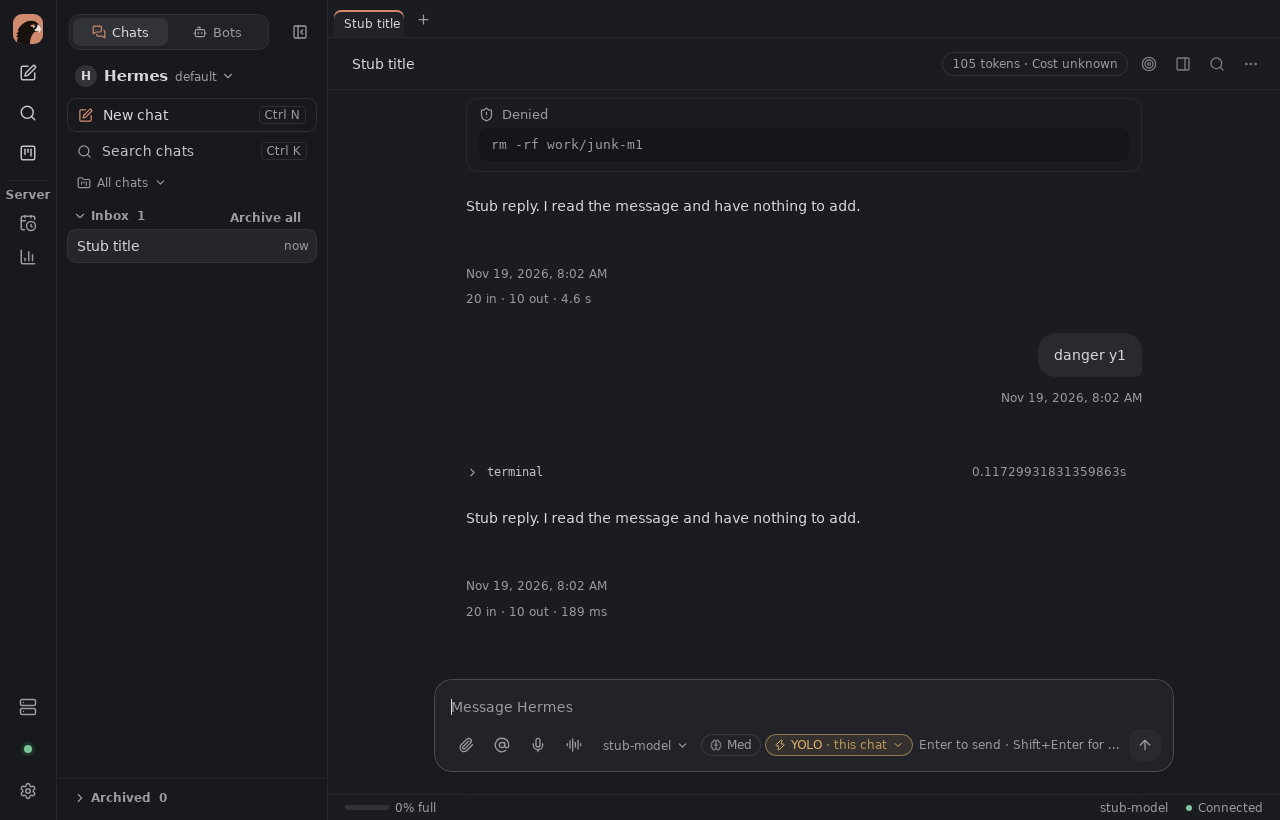 Chats
Bots
H Hermes default
New chat Ctrl N
Search chats Ctrl K
All chats
Server
Inbox 1 Archive all
Stub title now
Archived 0
Stub title
Stub title
105 tokens · Cost unknown
Denied
rm -rf work/junk-m1
Stub reply. I read the message and have nothing to add.
Nov 19, 2026, 8:02 AM
20 in · 10 out · 4.6 s
danger y1
Nov 19, 2026, 8:02 AM
terminal 0.11729931831359863s
Stub reply. I read the message and have nothing to add.
Nov 19, 2026, 8:02 AM
20 in · 10 out · 189 ms
Message Hermes
stub-model Med YOLO · this chat Enter to send · Shift+Enter for ...
0% full stub-model Connected